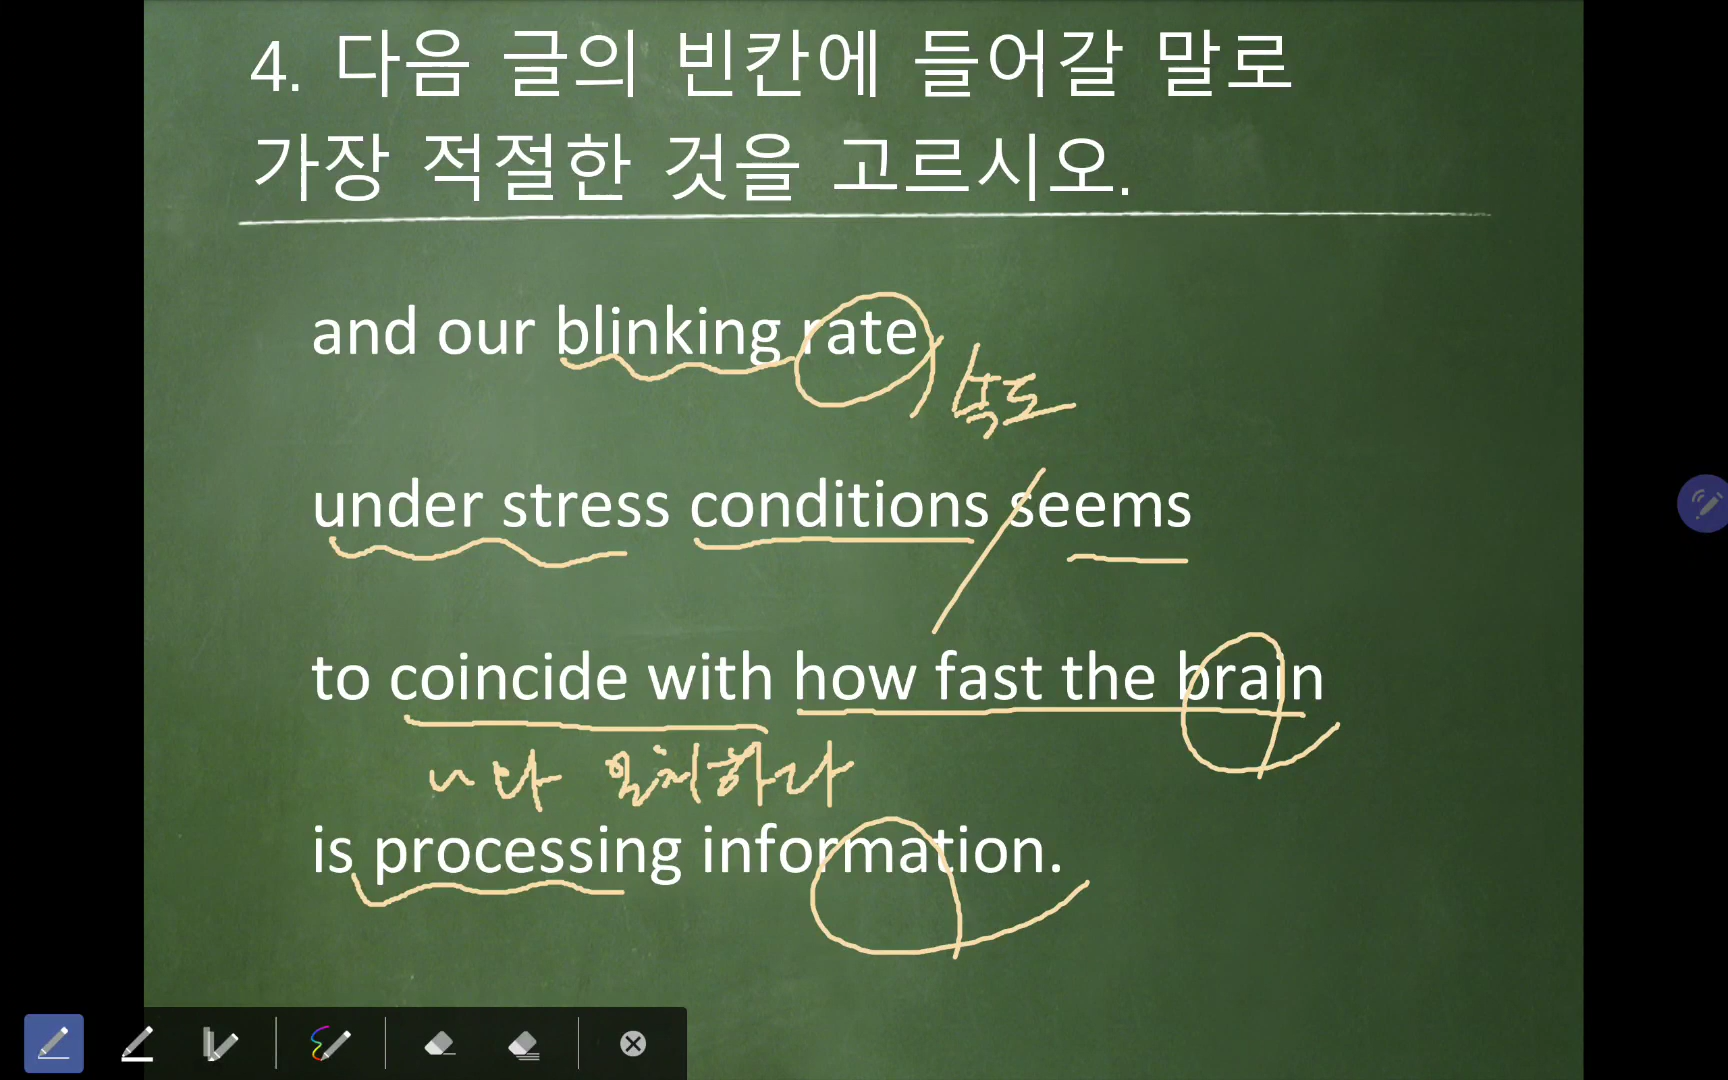 4. 다음 글의 빈칸에 들어갈 말로
가장 적절한 것을 고르시오.
and our blinking rate
속도
under stress conditions seems
to coincide with how fast the brain
일치하다
is processing information.